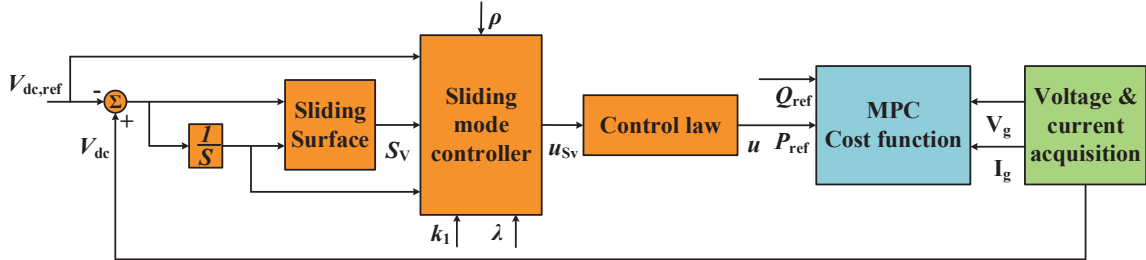 ρ
V_dc,ref
-
Σ
+
V_dc
1
S
Sliding
Surface
S_V
Sliding
mode
controller
k_1
λ
u_Sv
Control law
u
Q_ref
P_ref
MPC
Cost function
V_g
I_g
Voltage &
current
acquisition